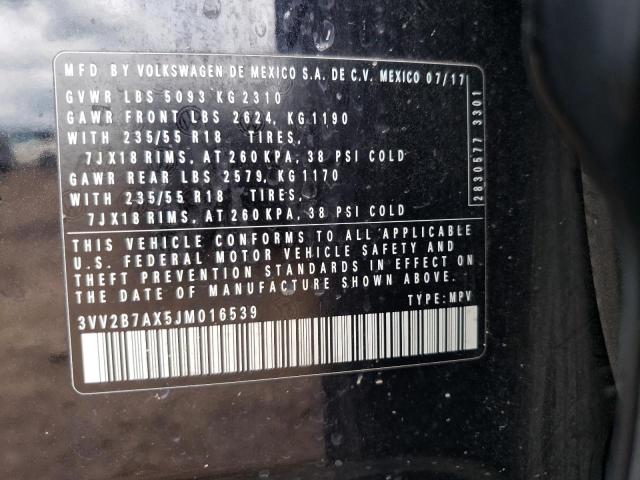 MFD BY VOLKSWAGEN DE MEXICO S.A. DE C.V. MEXICO 07/17
GVWR LBS 5093 KG 2310
GAWR FRONT LBS 2624, KG 1190
WITH 235/55 R18 TIRES,
7JX18 RIMS, AT 260 KPA, 38 PSI COLD
GAWR REAR LBS 2579, KG 1170
WITH 235/55 R18 TIRES,
7JX18 RIMS, AT 260 KPA, 38 PSI COLD
2830577 3301
THIS VEHICLE CONFORMS TO ALL APPLICABLE
U.S. FEDERAL MOTOR VEHICLE SAFETY AND
THEFT PREVENTION STANDARDS IN EFFECT ON
THE DATE OF MANUFACTURE SHOWN ABOVE.
3VV2B7AX5JM016539 TYPE: MPV